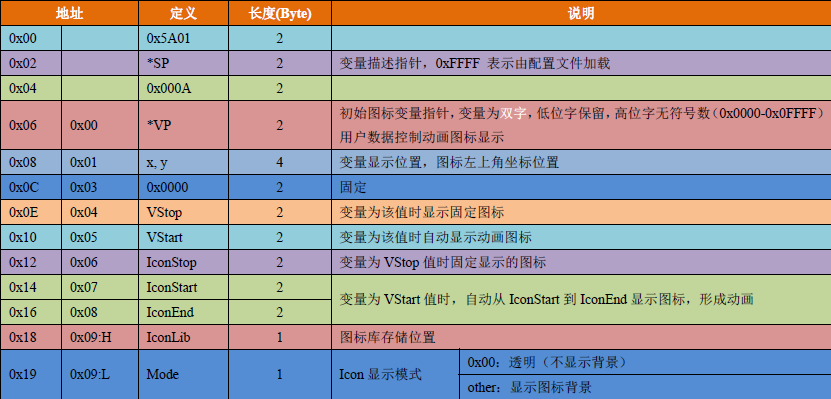 地址 定义 长度(Byte) 说明
0x00 0x5A01 2
0x02 *SP 2 变量描述指针，0xFFFF 表示由配置文件加载
0x04 0x000A 2
0x06 0x00 *VP 2 初始图标变量指针，变量为双字，低位字保留，高位字无符号数（0x0000-0x0FFFF）
用户数据控制动画图标显示
0x08 0x01 x, y 4 变量显示位置，图标左上角坐标位置
0x0C 0x03 0x0000 2 固定
0x0E 0x04 VStop 2 变量为该值时显示固定图标
0x10 0x05 VStart 2 变量为该值时自动显示动画图标
0x12 0x06 IconStop 2 变量为 VStop 值时固定显示的图标
0x14 0x07 IconStart 2 变量为 VStart 值时，自动从 IconStart 到 IconEnd 显示图标，形成动画
0x16 0x08 IconEnd 2
0x18 0x09:H IconLib 1 图标库存储位置
0x19 0x09:L Mode 1 Icon 显示模式 0x00：透明（不显示背景）
other：显示图标背景